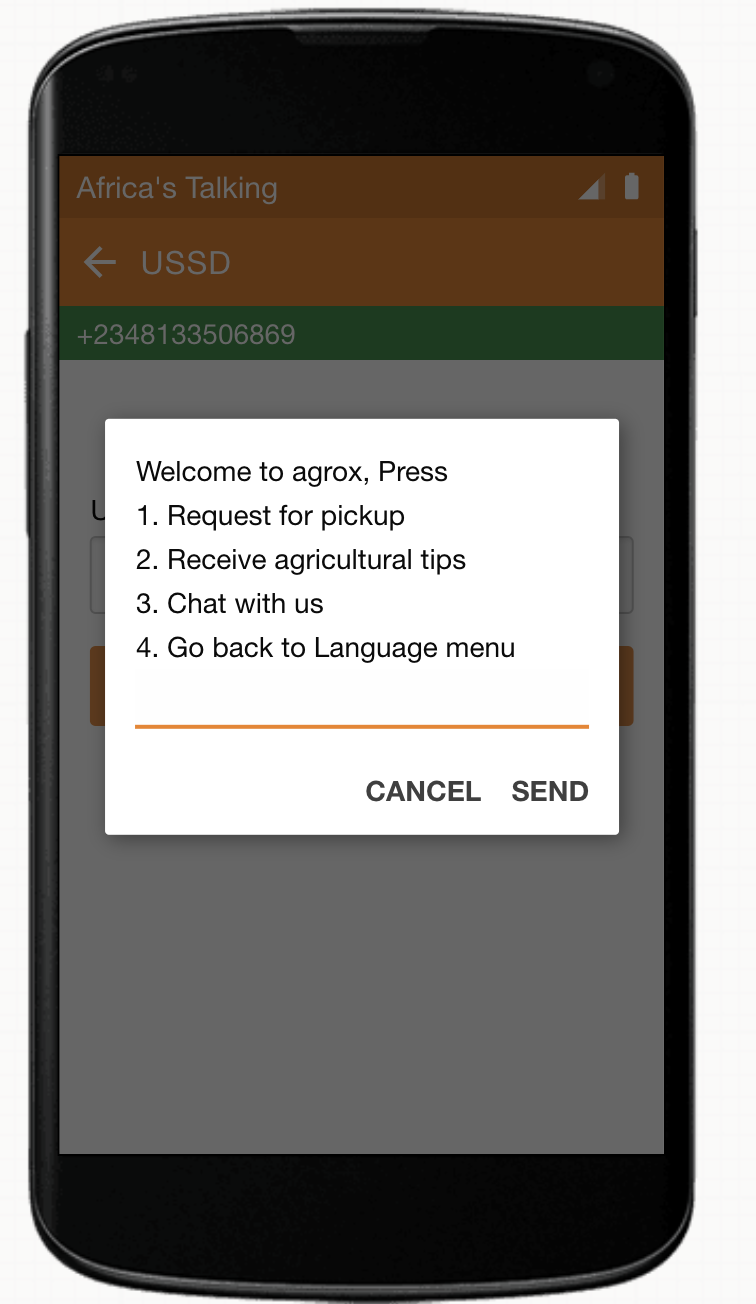 Africa's Talking
USSD
+2348133506869
Welcome to agrox, Press
1. Request for pickup
2. Receive agricultural tips
3. Chat with us
4. Go back to Language menu
CANCEL SEND